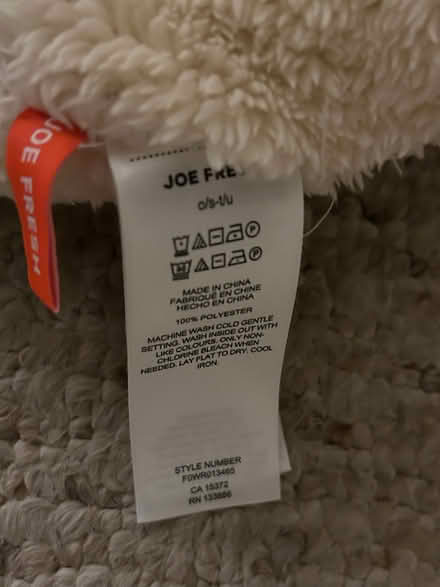 JOE FRESH
JOE FRE
o/s-t/u
MADE IN CHINA
FABRIQUÉ EN CHINE
HECHO EN CHINA
100% POLYESTER
MACHINE WASH COLD GENTLE
SETTING. WASH INSIDE OUT WITH
LIKE COLOURS. ONLY NON-
CHLORINE BLEACH WHEN
NEEDED. LAY FLAT TO DRY. COOL
IRON.
STYLE NUMBER
F0WR013465
CA 15372
RN 133886